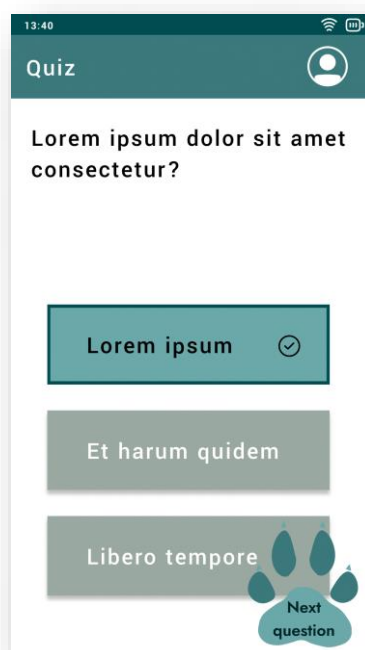 13:40
Quiz
Lorem ipsum dolor sit amet
consectetur?
Lorem ipsum
Et harum quidem
Libero tempore
Next
question